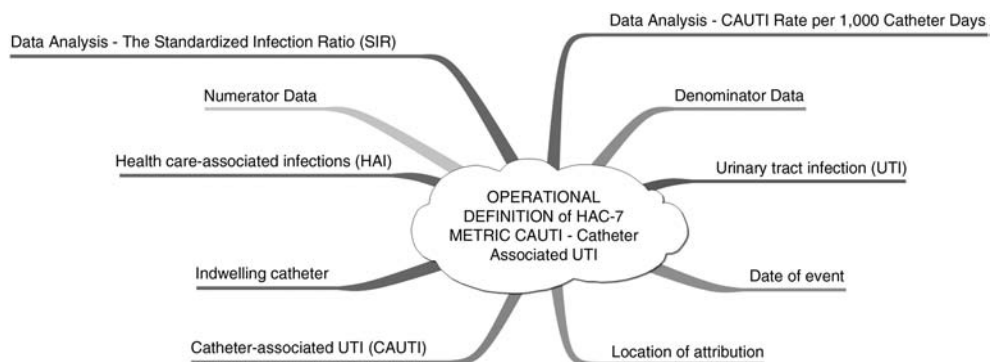 Data Analysis - CAUTI Rate per 1,000 Catheter Days
Data Analysis - The Standardized Infection Ratio (SIR)
Numerator Data
Denominator Data
Health care-associated infections (HAI)
Urinary tract infection (UTI)
OPERATIONAL
DEFINITION of HAC-7
METRIC CAUTI - Catheter
Associated UTI
Indwelling catheter
Date of event
Catheter-associated UTI (CAUTI)
Location of attribution